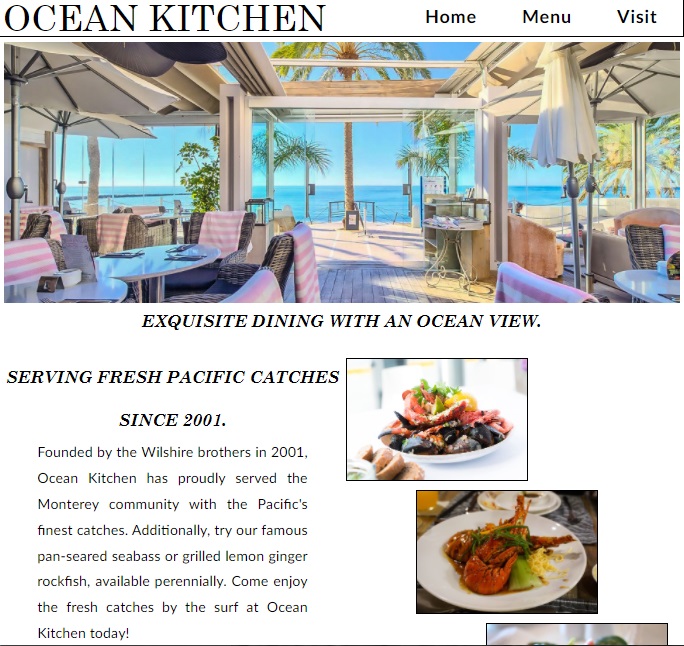 OCEAN KITCHEN
Home Menu Visit
EXQUISITE DINING WITH AN OCEAN VIEW.
SERVING FRESH PACIFIC CATCHES
SINCE 2001.
Founded by the Wilshire brothers in 2001,
Ocean Kitchen has proudly served the
Monterey community with the Pacific's
finest catches. Additionally, try our famous
pan-seared seabass or grilled lemon ginger
rockfish, available perennially. Come enjoy
the fresh catches by the surf at Ocean
Kitchen today!